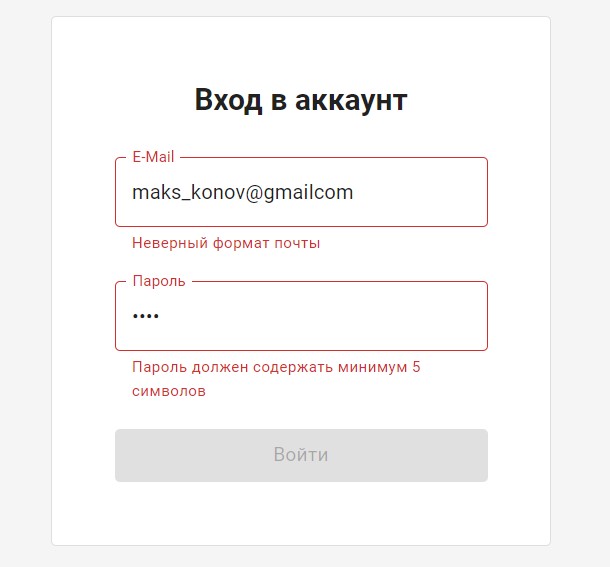 Вход в аккаунт
E-Mail
maks_konov@gmailcom
Неверный формат почты
Пароль
••••
Пароль должен содержать минимум 5
символов
Войти